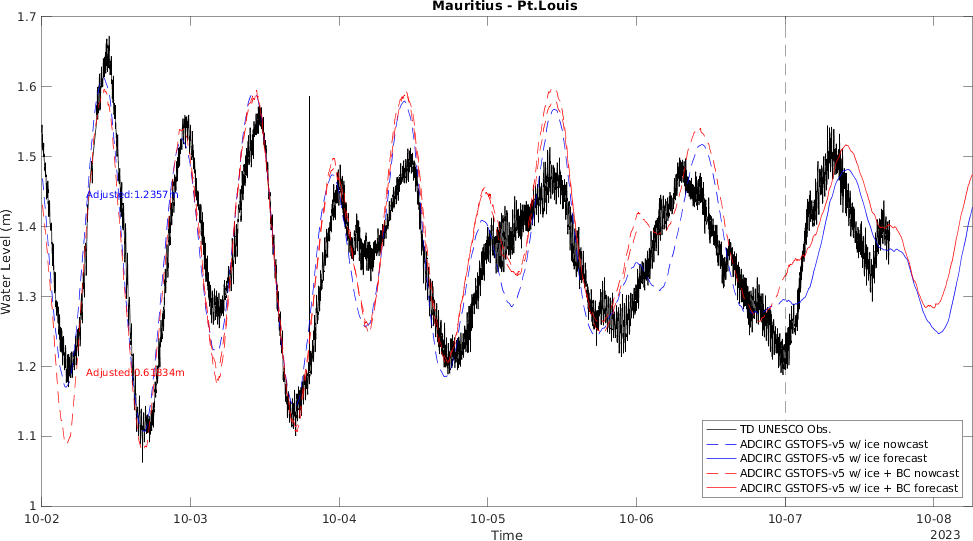 Mauritius - Pt.Louis
1.7
1.6
1.5
1.4
1.3
1.2
1.1
1
Water Level (m)
Adjusted:1.2357m
Adjusted:0.61834m
TD UNESCO Obs.
ADCIRC GSTOFS-v5 w/ ice nowcast
ADCIRC GSTOFS-v5 w/ ice forecast
ADCIRC GSTOFS-v5 w/ ice + BC nowcast
ADCIRC GSTOFS-v5 w/ ice + BC forecast
10-02 10-03 10-04 10-05 10-06 10-07 10-08
Time
2023